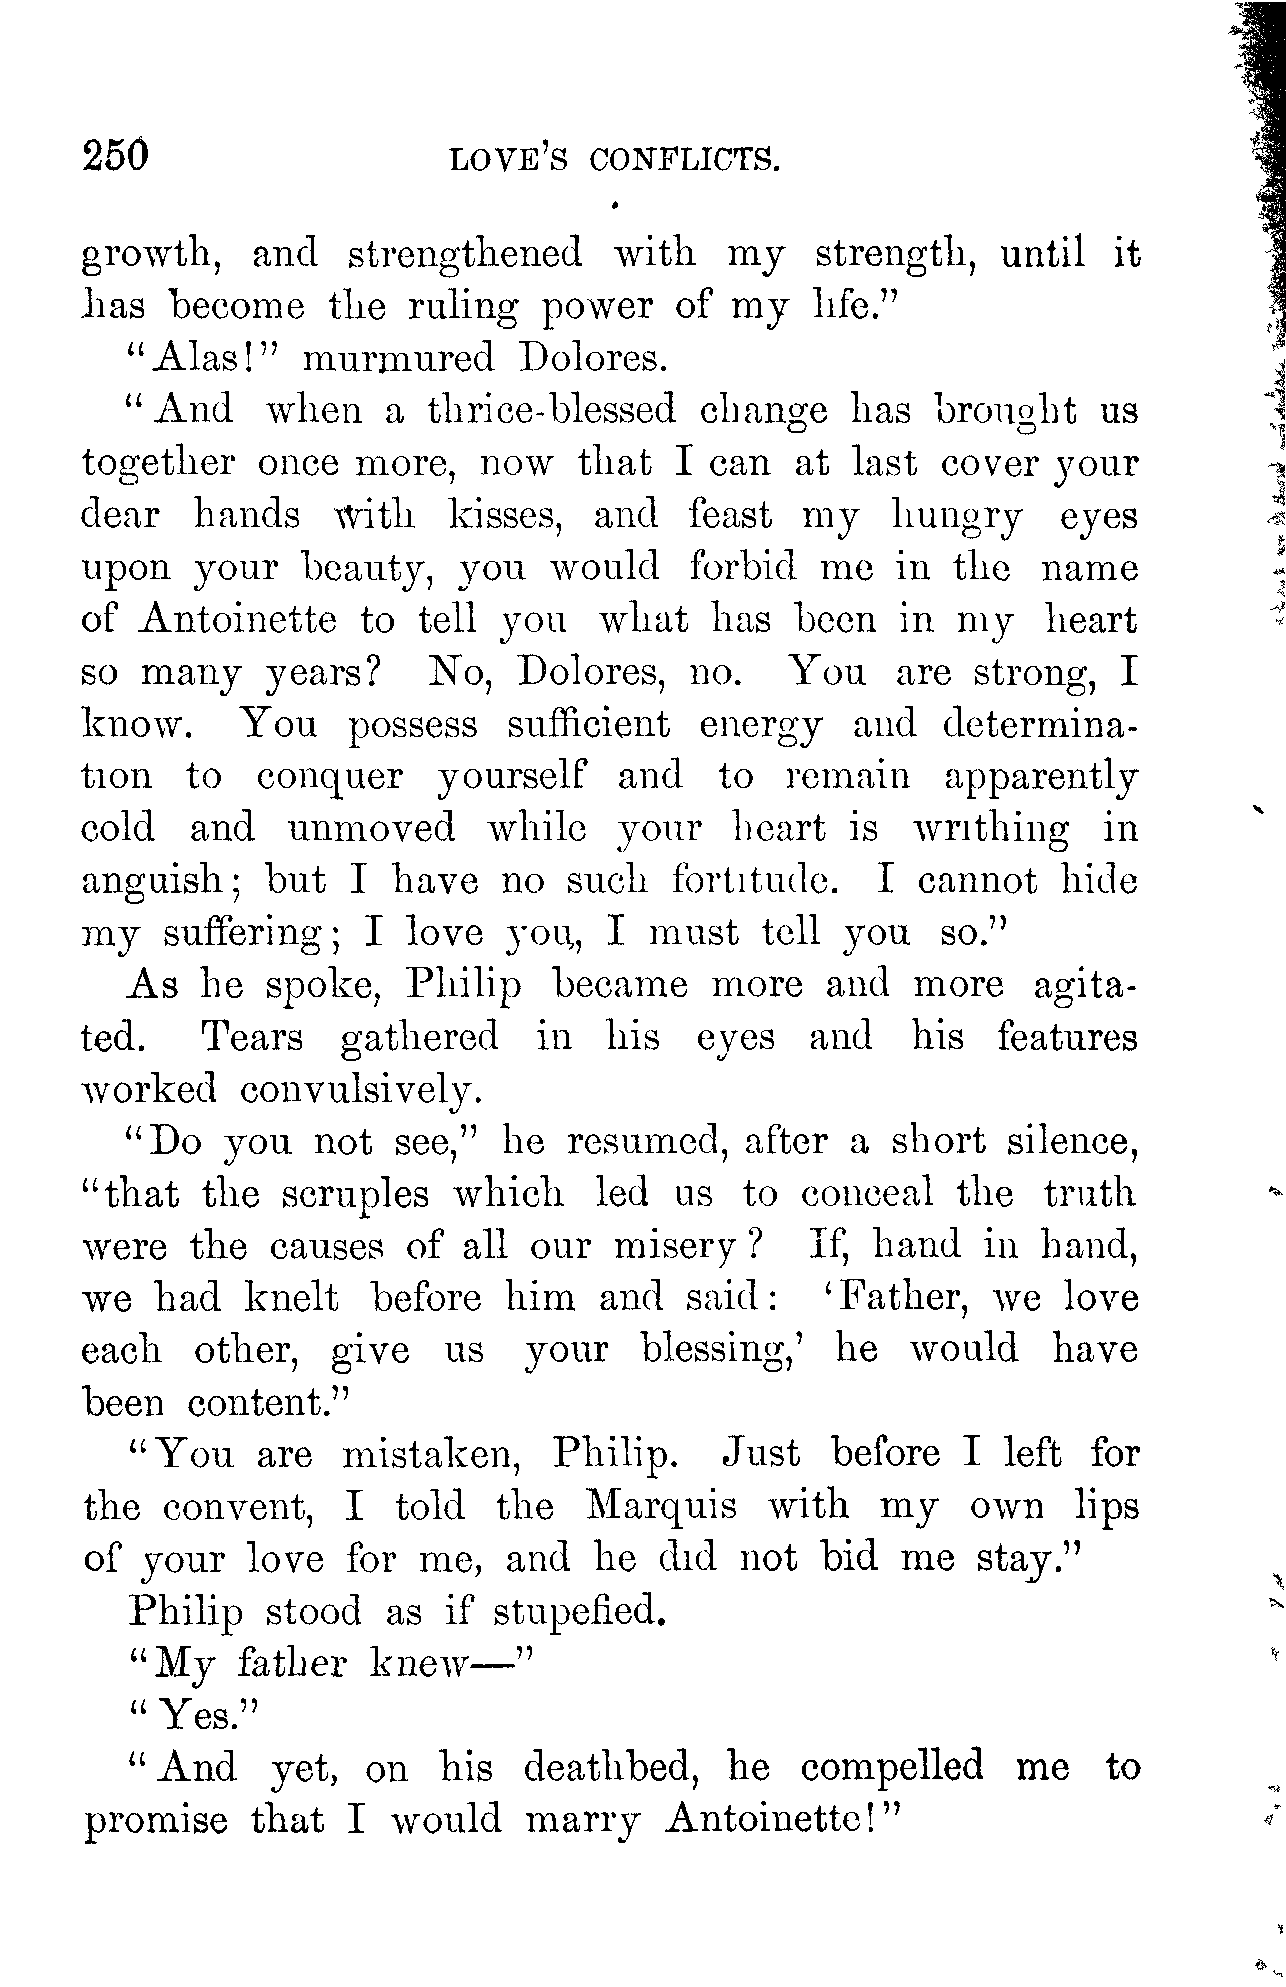 250 LOVE'S CONFLICTS.
growth, and strengthened with my strength, until it
has become the ruling power of my life."
"Alas!" murmured Dolores.
"And when a thrice-blessed change has brought us
together once more, now that I can at last cover your
dear hands with kisses, and feast my hungry eyes
upon your beauty, you would forbid me in the name
of Antoinette to tell you what has been in my heart
so many years? No, Dolores, no. You are strong, I
know. You possess sufficient energy and determina-
tion to conquer yourself and to remain apparently
cold and unmoved while your heart is writhing in
anguish; but I have no such fortitude. I cannot hide
my suffering; I love you, I must tell you so."
As he spoke, Philip became more and more agita-
ted. Tears gathered in his eyes and his features
worked convulsively.
"Do you not see," he resumed, after a short silence,
"that the scruples which led us to conceal the truth
were the causes of all our misery? If, hand in hand,
we had knelt before him and said: 'Father, we love
each other, give us your blessing,' he would have
been content."
"You are mistaken, Philip. Just before I left for
the convent, I told the Marquis with my own lips
of your love for me, and he did not bid me stay."
Philip stood as if stupefied.
"My father knew—"
"Yes."
"And yet, on his deathbed, he compelled me to
promise that I would marry Antoinette!"